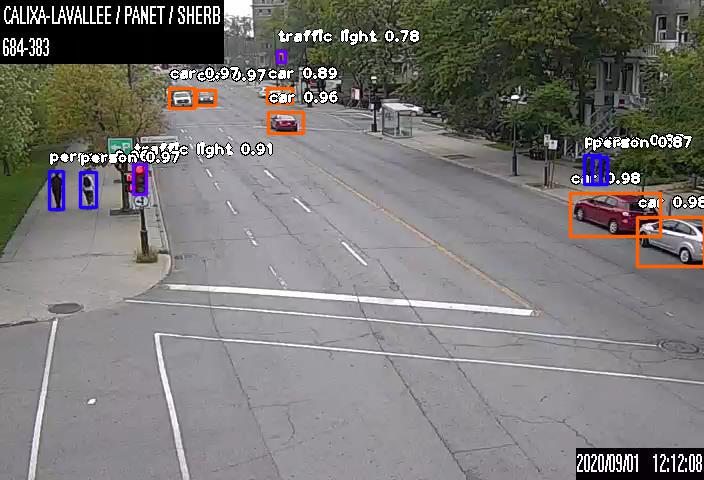 CALIXA-LAVALLEE / PANET / SHERB
684-383
traffic light 0.78
car 0.97
car 0.89
car 0.96
person 0.97
traffic light 0.91
person 0.87
car 0.98
car 0.98
2020/09/01 12:12:08